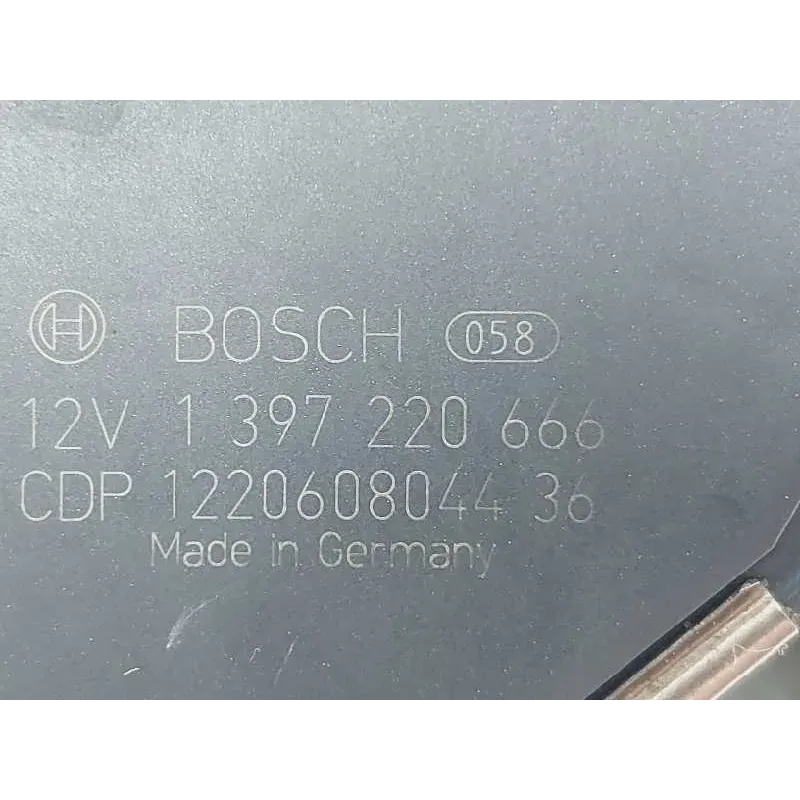 BOSCH 058
12V 1 397 220 666
CDP 1220608044 36
Made in Germany